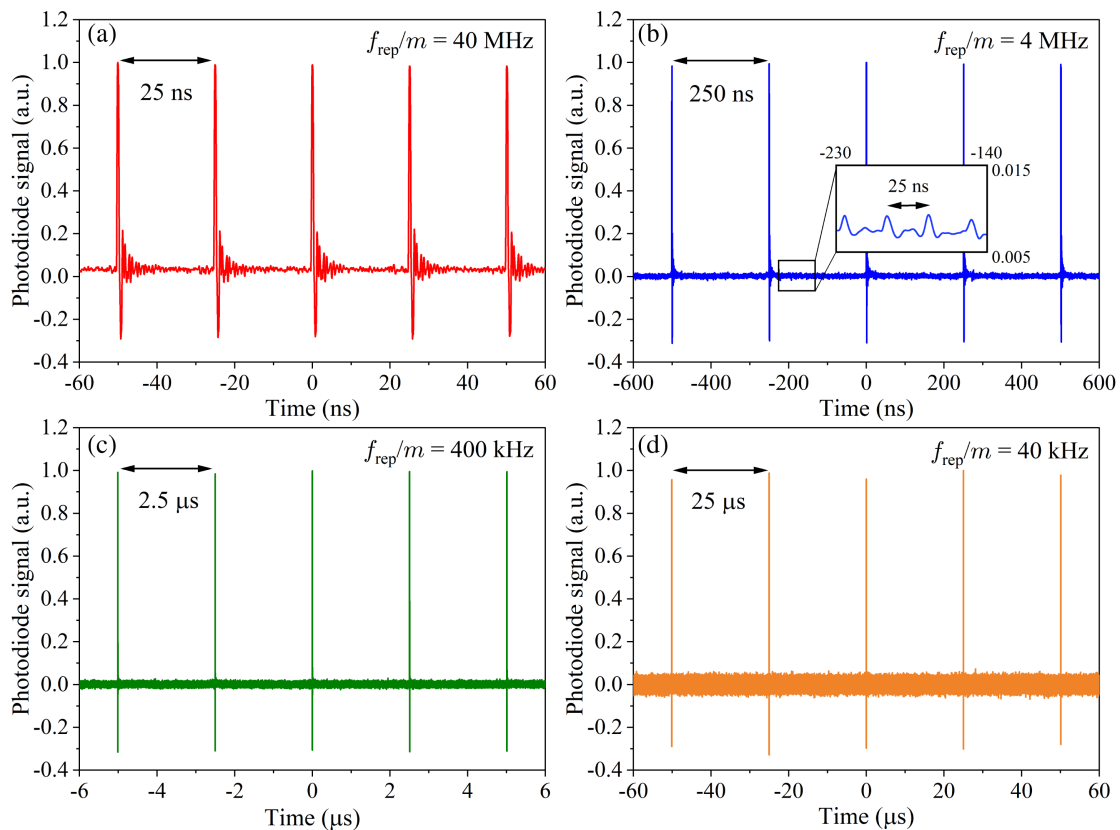 (a)
f_rep/m = 40 MHz
25 ns
Photodiode signal (a.u.)
1.2
1.0
0.8
0.6
0.4
0.2
0.0
-0.2
-0.4
-60 -40 -20 0 20 40 60
Time (ns)
(b)
f_rep/m = 4 MHz
250 ns
-230 -140
0.015
25 ns
0.005
Photodiode signal (a.u.)
1.2
1.0
0.8
0.6
0.4
0.2
0.0
-0.2
-0.4
-600 -400 -200 0 200 400 600
Time (ns)
(c)
f_rep/m = 400 kHz
2.5 μs
Photodiode signal (a.u.)
1.2
1.0
0.8
0.6
0.4
0.2
0.0
-0.2
-0.4
-6 -4 -2 0 2 4 6
Time (μs)
(d)
f_rep/m = 40 kHz
25 μs
Photodiode signal (a.u.)
1.2
1.0
0.8
0.6
0.4
0.2
0.0
-0.2
-0.4
-60 -40 -20 0 20 40 60
Time (μs)